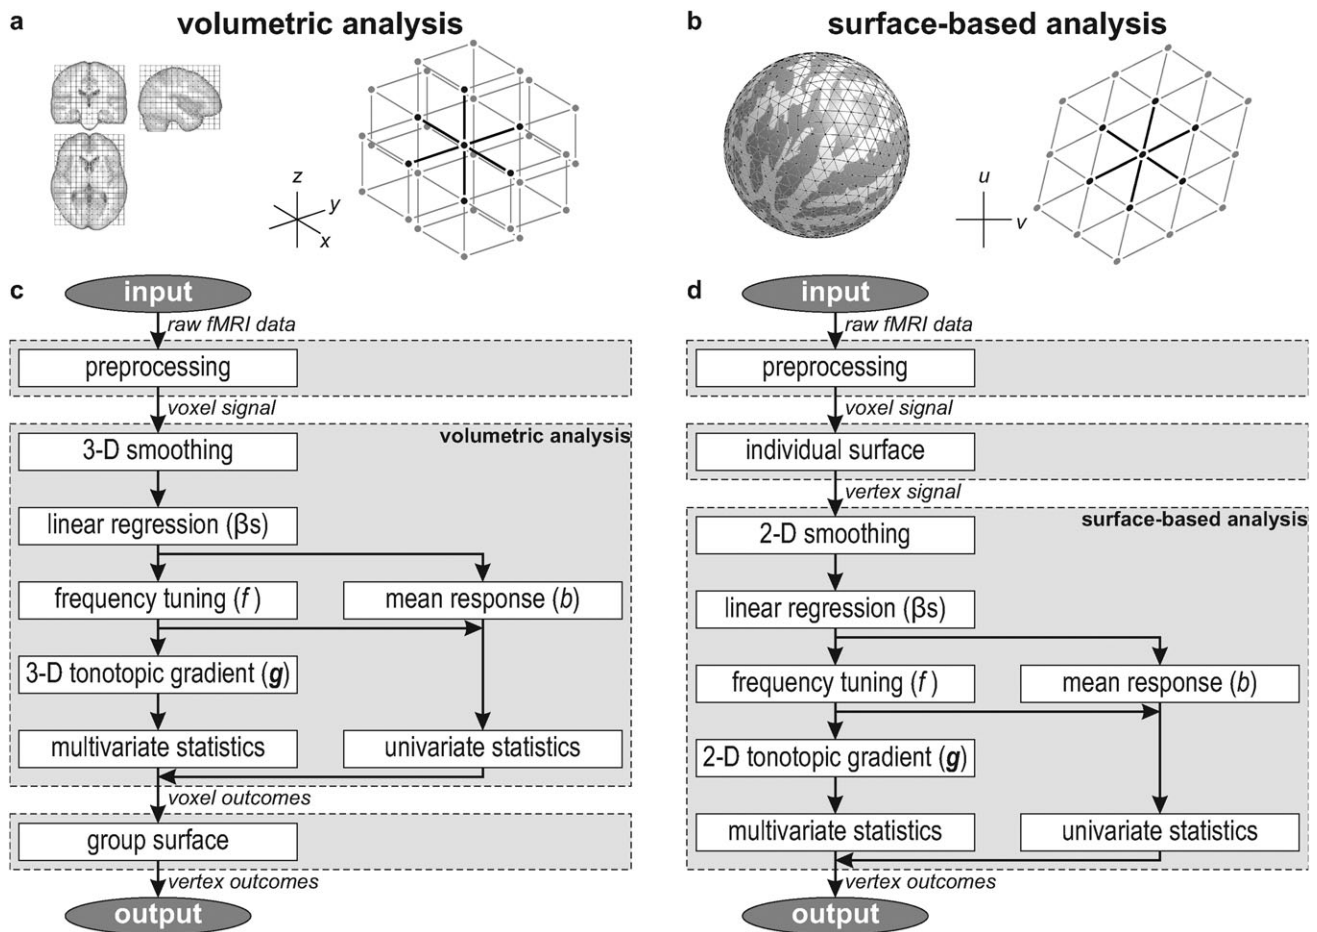 a
volumetric analysis
z
y
x
b
surface-based analysis
u
v
c
input
raw fMRI data
preprocessing
voxel signal
volumetric analysis
3-D smoothing
linear regression (βs)
frequency tuning (f)
mean response (b)
3-D tonotopic gradient (g)
multivariate statistics
univariate statistics
voxel outcomes
group surface
vertex outcomes
output
d
input
raw fMRI data
preprocessing
voxel signal
individual surface
vertex signal
surface-based analysis
2-D smoothing
linear regression (βs)
frequency tuning (f)
mean response (b)
2-D tonotopic gradient (g)
multivariate statistics
univariate statistics
vertex outcomes
output